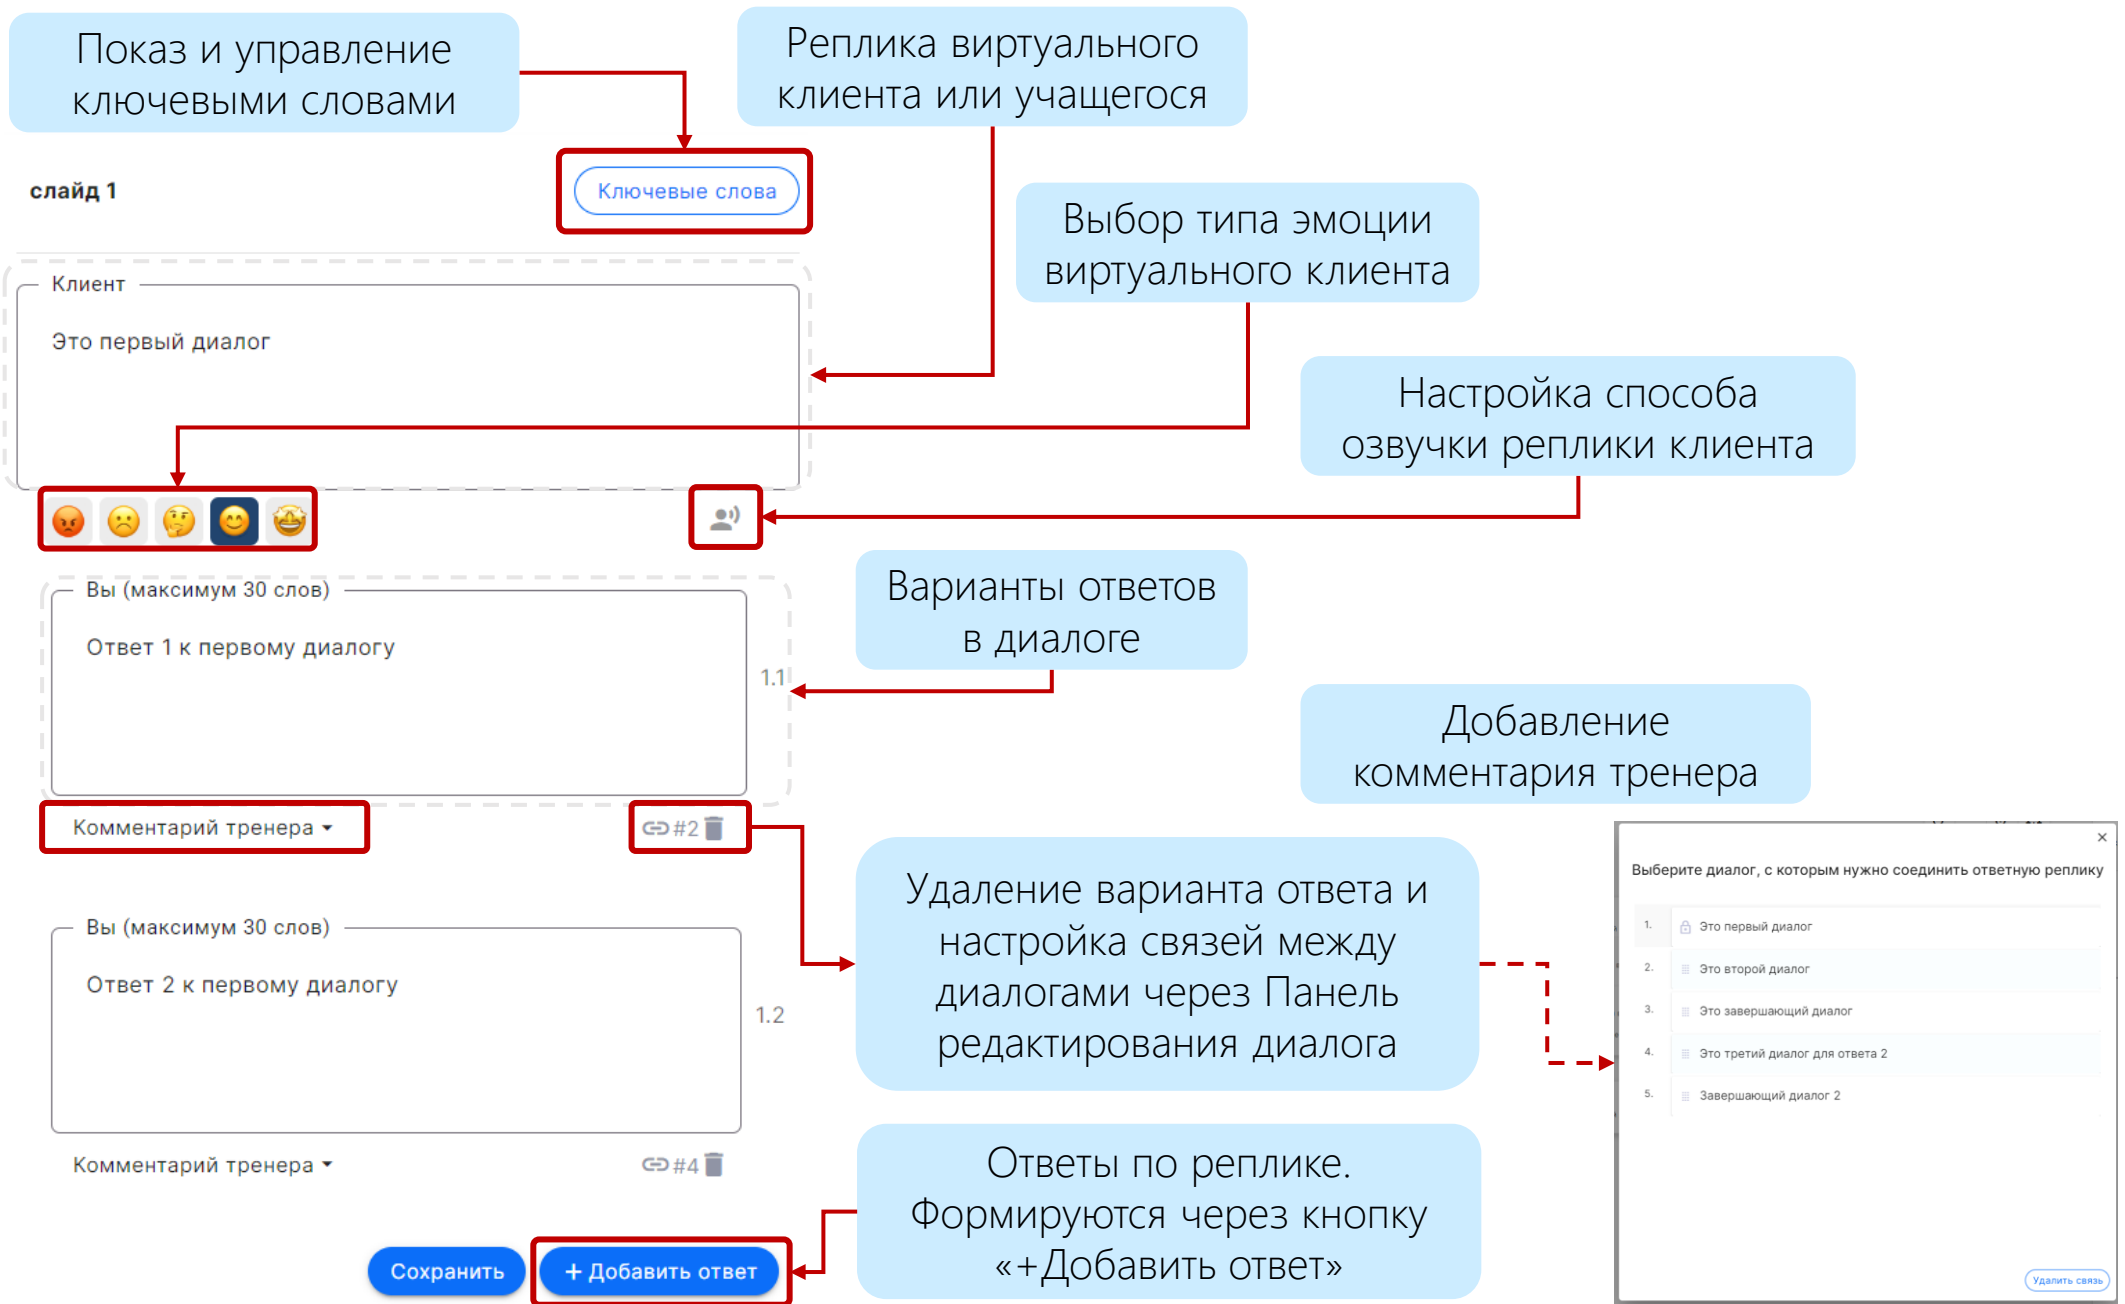 Показ и управление
ключевыми словами
Реплика виртуального
клиента или учащегося
слайд 1
Ключевые слова
Выбор типа эмоции
виртуального клиента
Клиент
Это первый диалог
Настройка способа
озвучки реплики клиента
Вы (максимум 30 слов)
Ответ 1 к первому диалогу
1.1
Варианты ответов
в диалоге
Добавление
комментария тренера
Комментарий тренера
#2
Удаление варианта ответа и
настройка связей между
диалогами через Панель
редактирования диалога
Выберите диалог, с которым нужно соединить ответную реплику
1. Это первый диалог
2. Это второй диалог
3. Это завершающий диалог
4. Это третий диалог для ответа 2
5. Завершающий диалог 2
Удалить связь
Вы (максимум 30 слов)
Ответ 2 к первому диалогу
1.2
Комментарий тренера
#4
Ответы по реплике.
Формируются через кнопку
«+Добавить ответ»
Сохранить
+ Добавить ответ